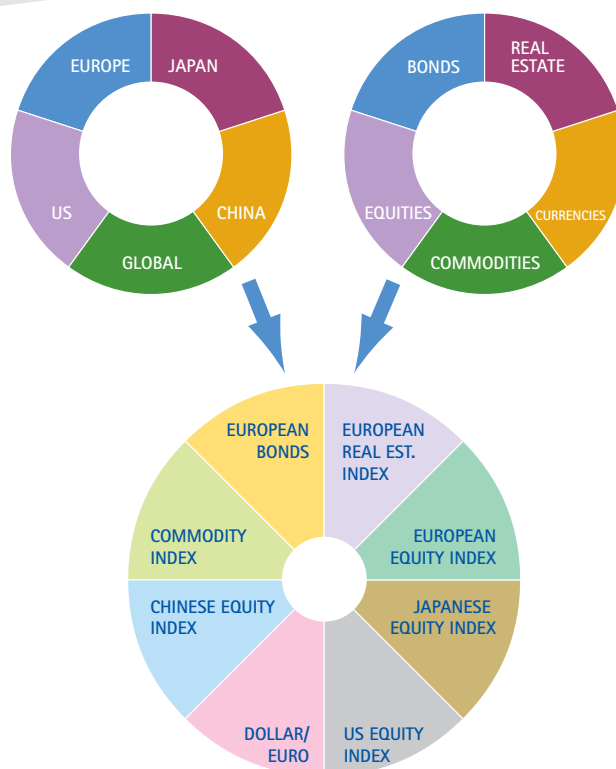 EUROPE
JAPAN
US
CHINA
GLOBAL
BONDS
REAL
ESTATE
EQUITIES
CURRENCIES
COMMODITIES
EUROPEAN
BONDS
EUROPEAN
REAL EST.
INDEX
COMMODITY
INDEX
EUROPEAN
EQUITY INDEX
CHINESE EQUITY
INDEX
JAPANESE
EQUITY INDEX
DOLLAR/
EURO
US EQUITY
INDEX